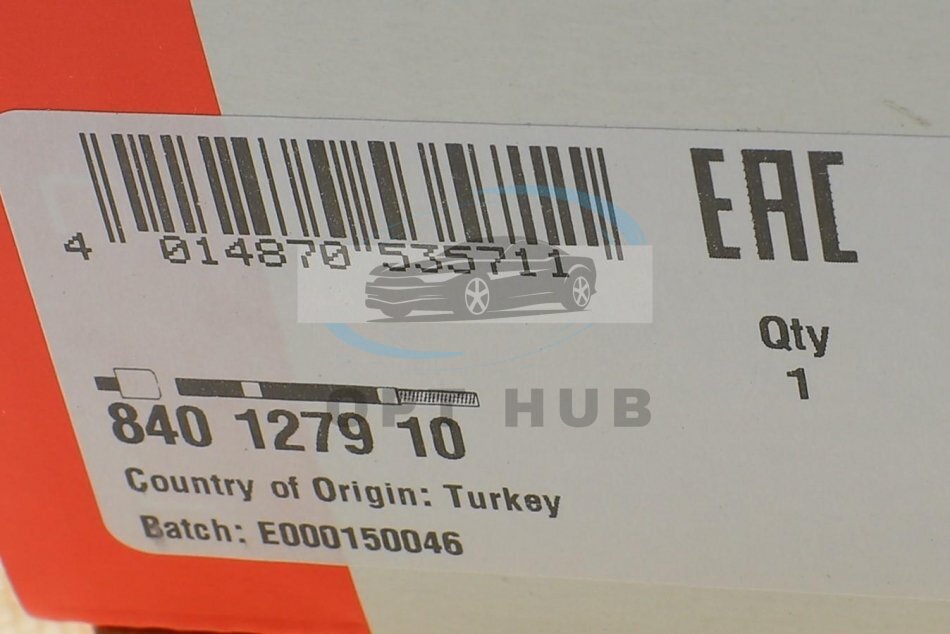 4 014870 535711
EAC
Qty
1
OPT HUB
840 1279 10
Country of Origin: Turkey
Batch: E000150046